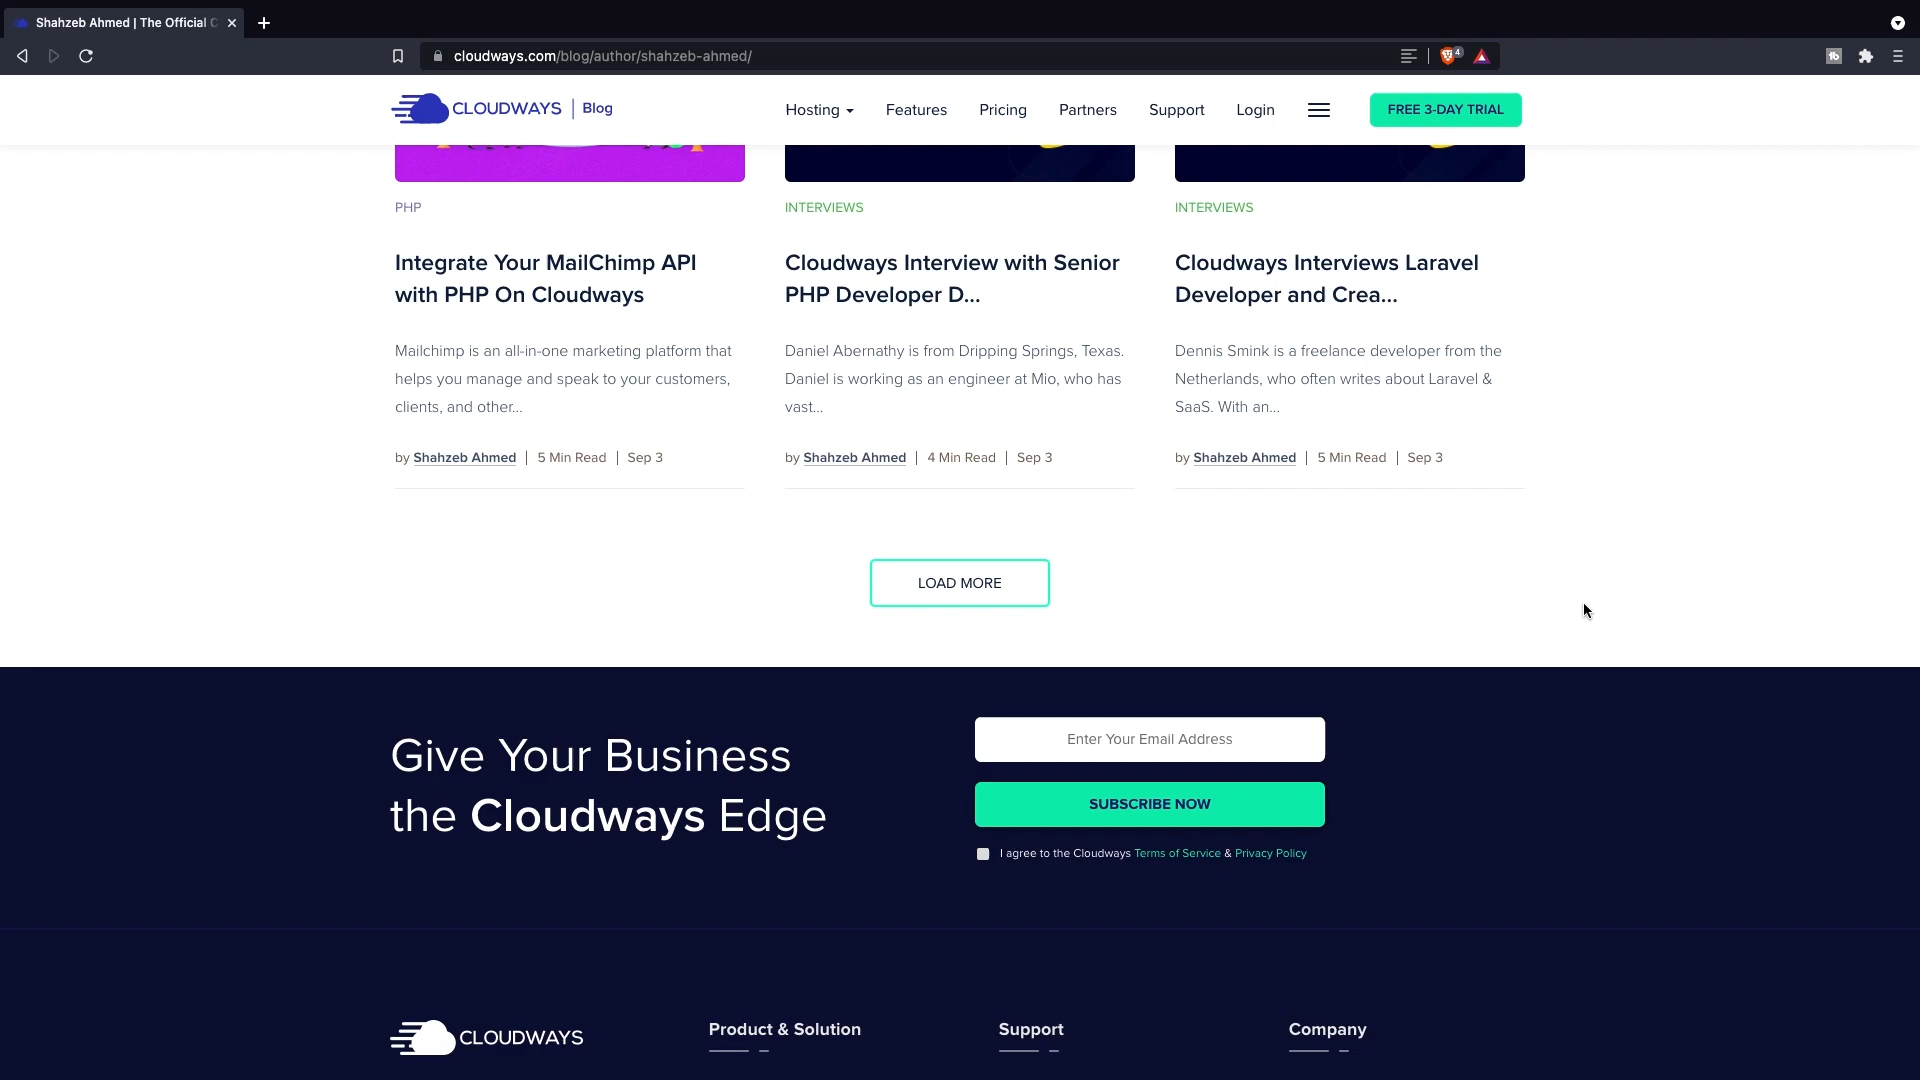 Shahzeb Ahmed | The Official C
cloudways.com/blog/author/shahzeb-ahmed/
4
CLOUDWAYS | Blog
Hosting
Features
Pricing
Partners
Support
Login
FREE 3-DAY TRIAL
PHP
Integrate Your MailChimp API
with PHP On Cloudways
Mailchimp is an all-in-one marketing platform that
helps you manage and speak to your customers,
clients, and other...
by Shahzeb Ahmed | 5 Min Read | Sep 3
INTERVIEWS
Cloudways Interview with Senior
PHP Developer D...
Daniel Abernathy is from Dripping Springs, Texas.
Daniel is working as an engineer at Mio, who has
vast...
by Shahzeb Ahmed | 4 Min Read | Sep 3
INTERVIEWS
Cloudways Interviews Laravel
Developer and Crea...
Dennis Smink is a freelance developer from the
Netherlands, who often writes about Laravel &
SaaS. With an...
by Shahzeb Ahmed | 5 Min Read | Sep 3
LOAD MORE
Give Your Business
the Cloudways Edge
Enter Your Email Address
SUBSCRIBE NOW
I agree to the Cloudways Terms of Service & Privacy Policy
CLOUDWAYS
Product & Solution
Support
Company